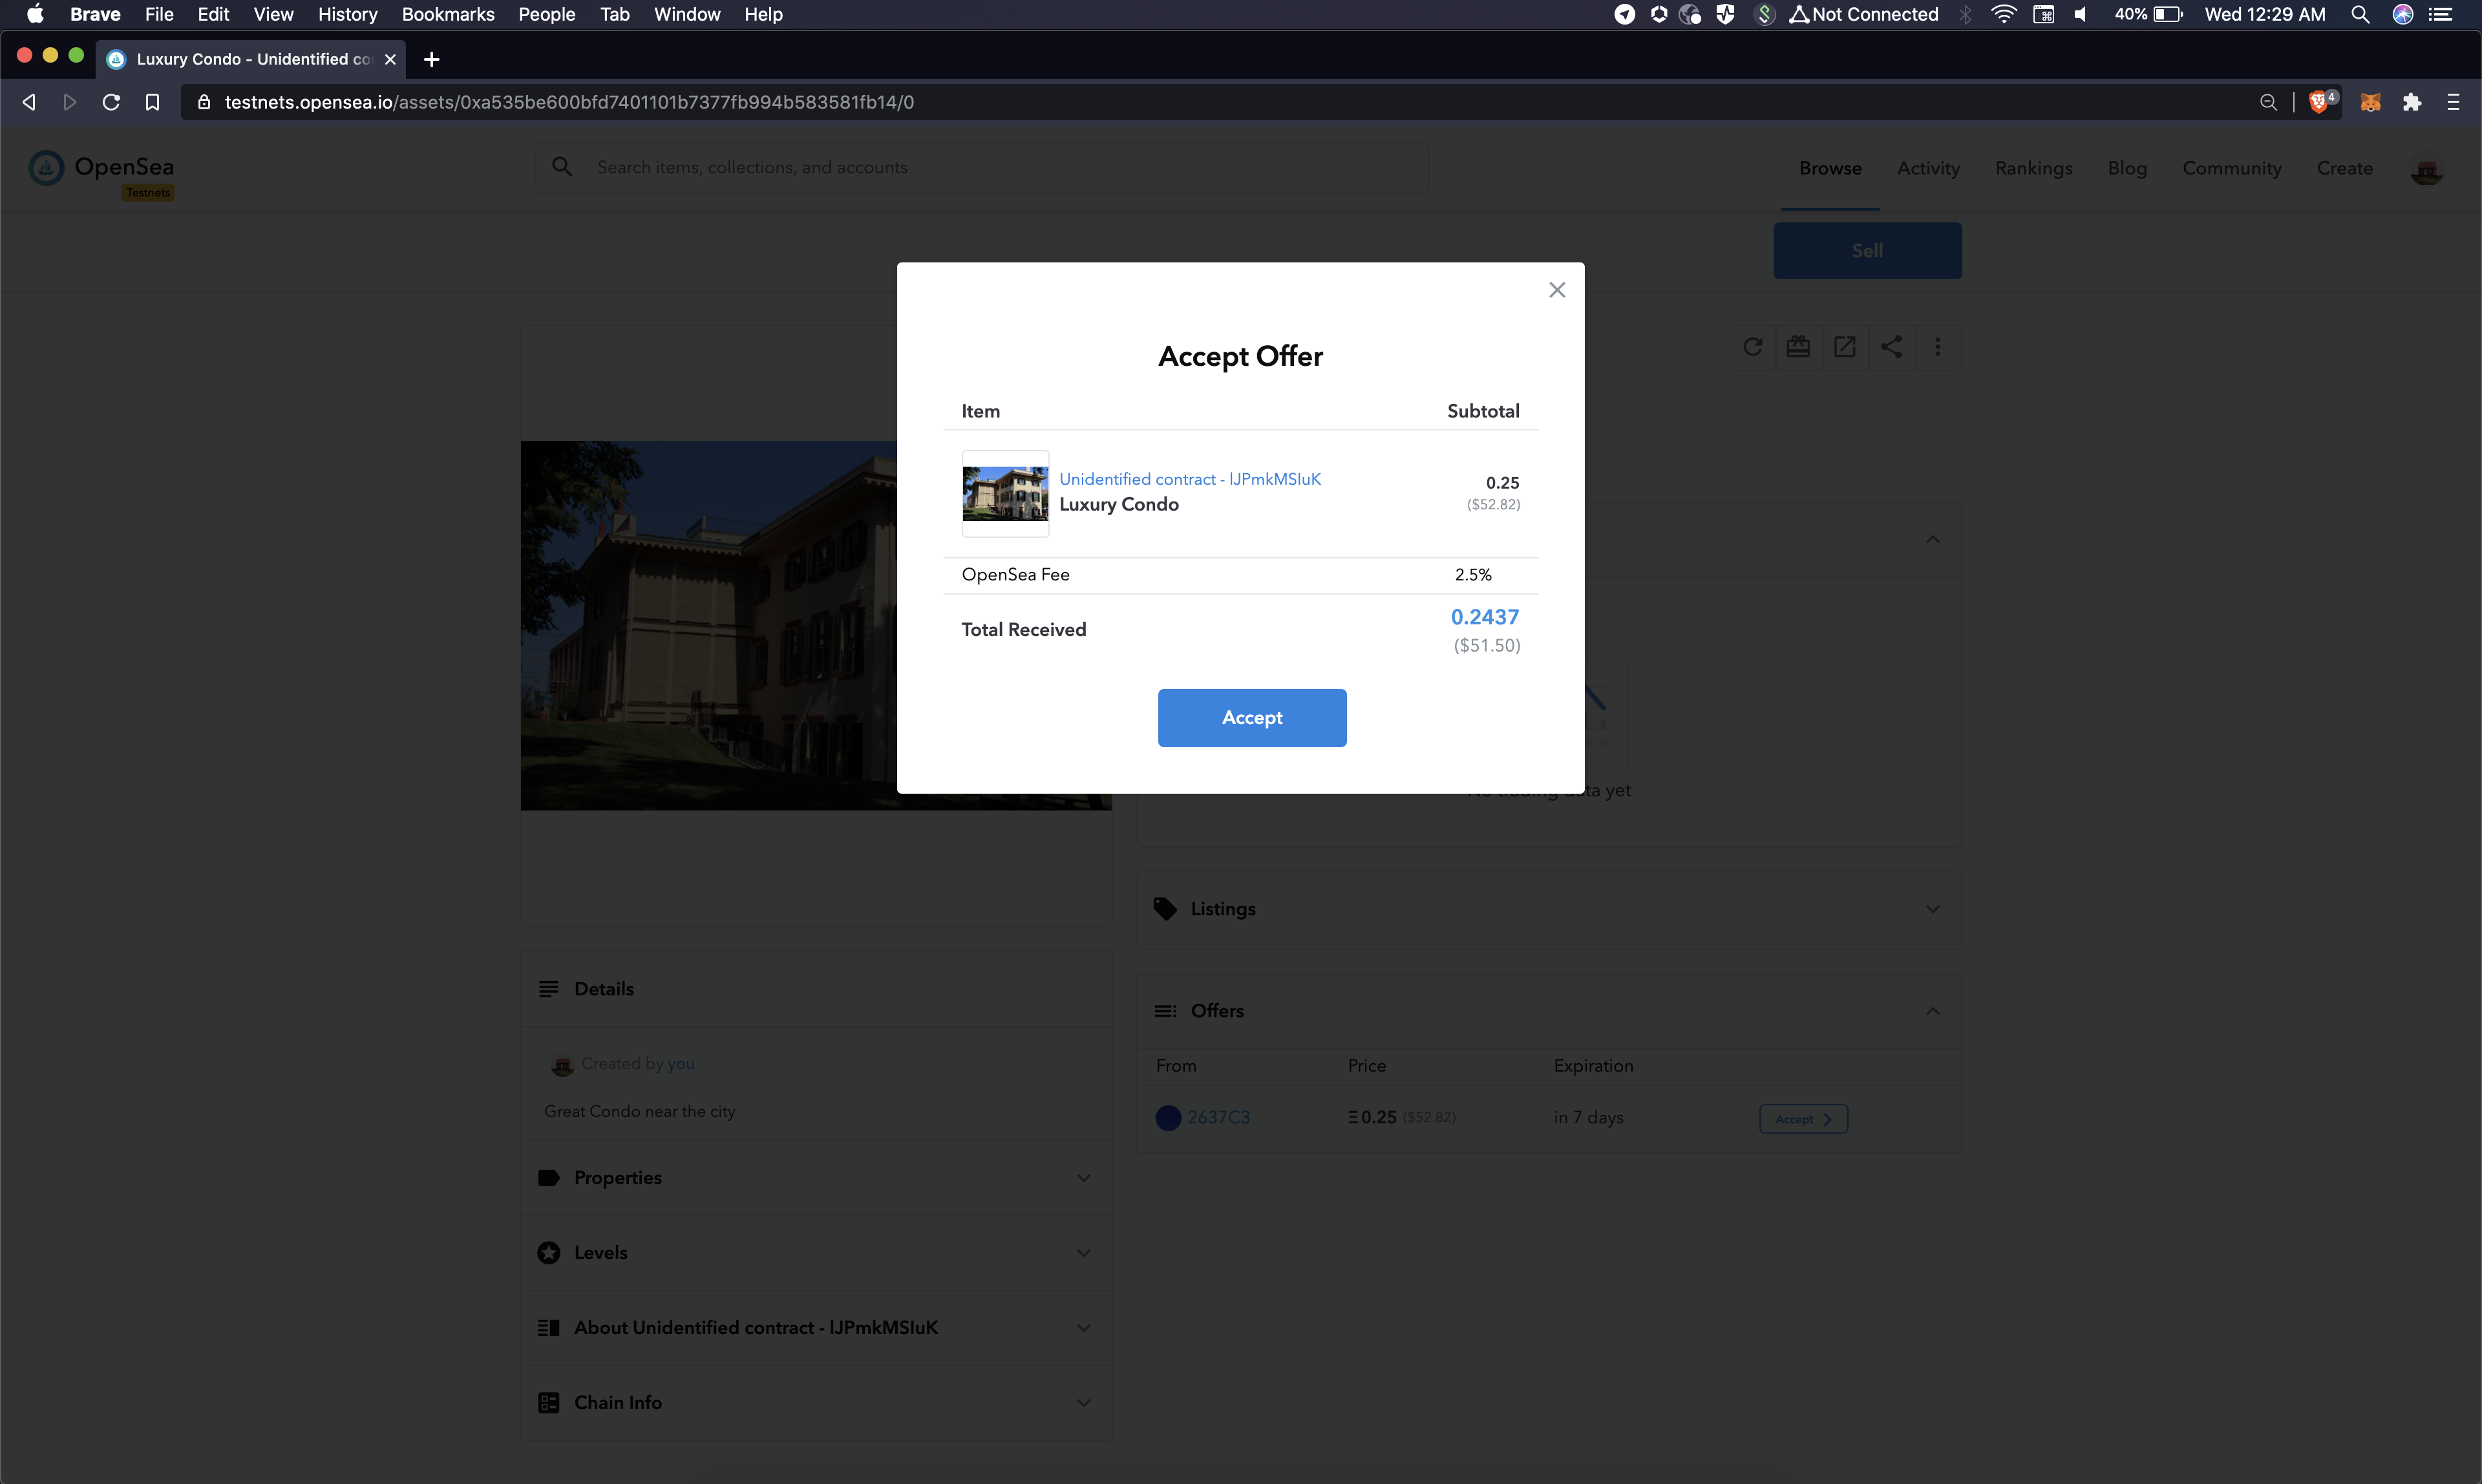 Brave File Edit View History Bookmarks People Tab Window Help Not Connected 40% Wed 12:29 AM
Luxury Condo - Unidentified co
testnets.opensea.io/assets/0xa535be600bfd7401101b7377fb994b583581fb14/0 4
OpenSea
Testnets
Search items, collections, and accounts
Browse Activity Rankings Blog Community Create
Sell
Accept Offer
Item Subtotal
Unidentified contract - lJPmkMSIuK
Luxury Condo
0.25
($52.82)
OpenSea Fee 2.5%
Total Received
0.2437
($51.50)
Accept
trading data yet
Listings
Details
Created by you
Great Condo near the city
Properties
Levels
About Unidentified contract - lJPmkMSIuK
Chain Info
Offers
From Price Expiration
2637C3 Ξ 0.25 ($52.82) in 7 days Accept